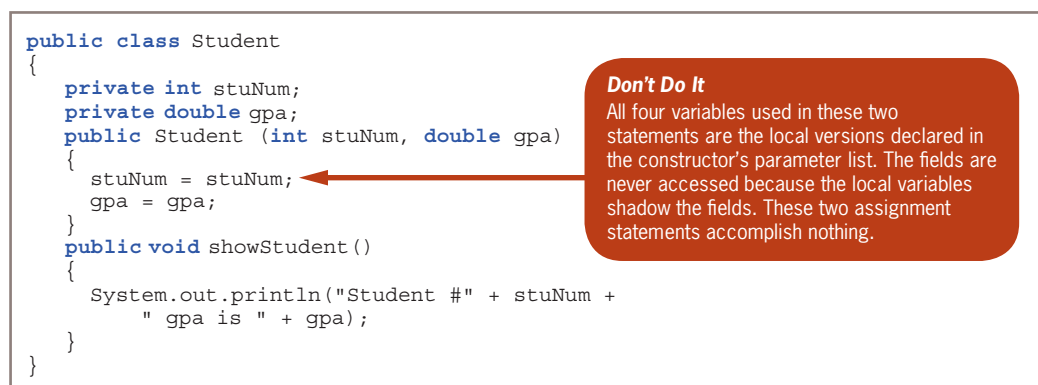 public class Student
{
private int stuNum;
private double gpa;
public Student (int stuNum, double gpa)
{
stuNum = stuNum;
gpa = gpa;
}
public void showStudent()
{
System.out.println("Student #" + stuNum +
" gpa is " + gpa);
}
}
Don't Do It
All four variables used in these two
statements are the local versions declared in
the constructor's parameter list. The fields are
never accessed because the local variables
shadow the fields. These two assignment
statements accomplish nothing.